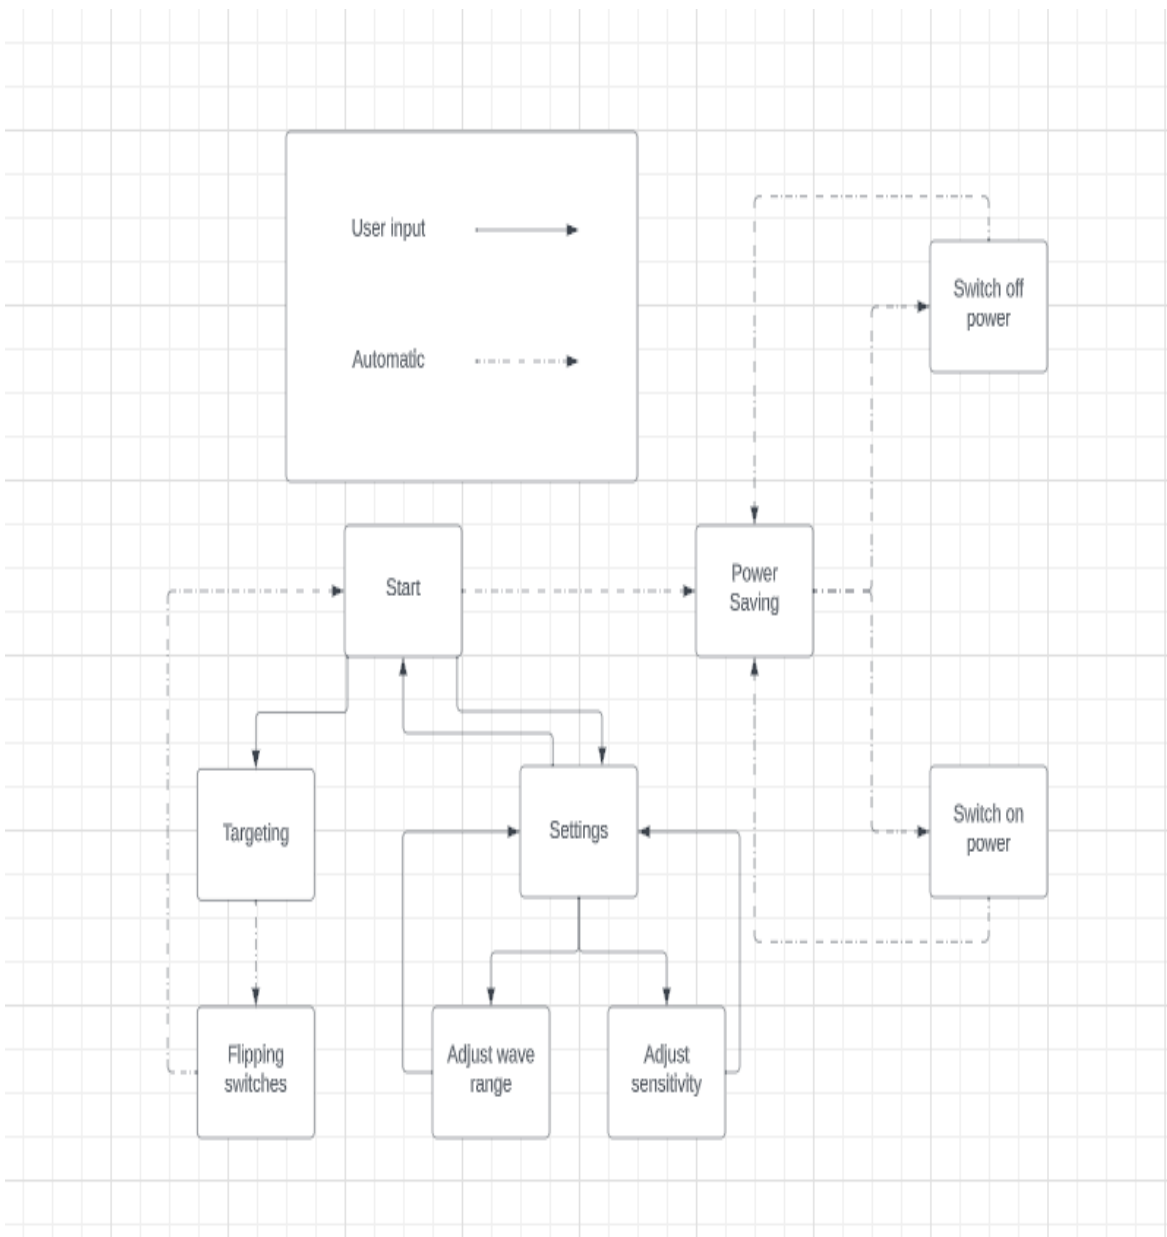 User input
Automatic
Switch off
power
Start
Power
Saving
Targeting
Settings
Switch on
power
Flipping
switches
Adjust wave
range
Adjust
sensitivity